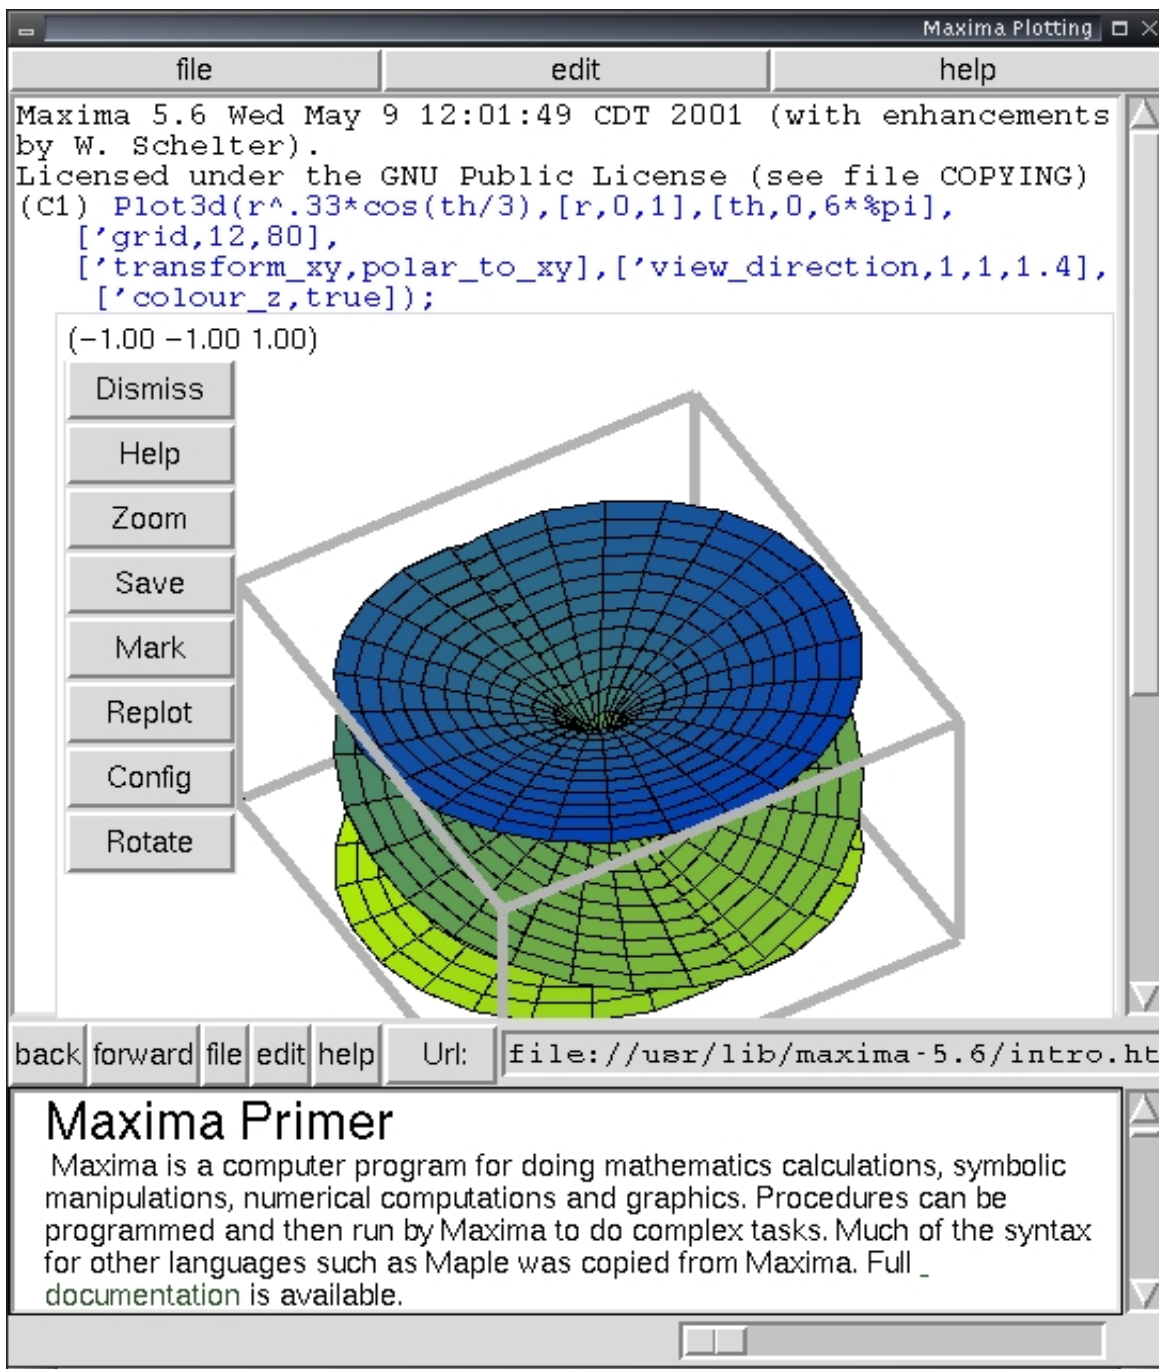 Maxima Plotting
file edit help
Maxima 5.6 Wed May 9 12:01:49 CDT 2001 (with enhancements
by W. Schelter).
Licensed under the GNU Public License (see file COPYING)
(C1) Plot3d(r^.33*cos(th/3),[r,0,1],[th,0,6*%pi],
['grid,12,80],
['transform_xy,polar_to_xy],['view_direction,1,1,1.4],
['colour_z,true]);
(−1.00 −1.00 1.00)
Dismiss
Help
Zoom
Save
Mark
Replot
Config
Rotate
back forward file edit help Url: file://usr/lib/maxima-5.6/intro.ht
Maxima Primer
Maxima is a computer program for doing mathematics calculations, symbolic
manipulations, numerical computations and graphics. Procedures can be
programmed and then run by Maxima to do complex tasks. Much of the syntax
for other languages such as Maple was copied from Maxima. Full _
documentation is available.